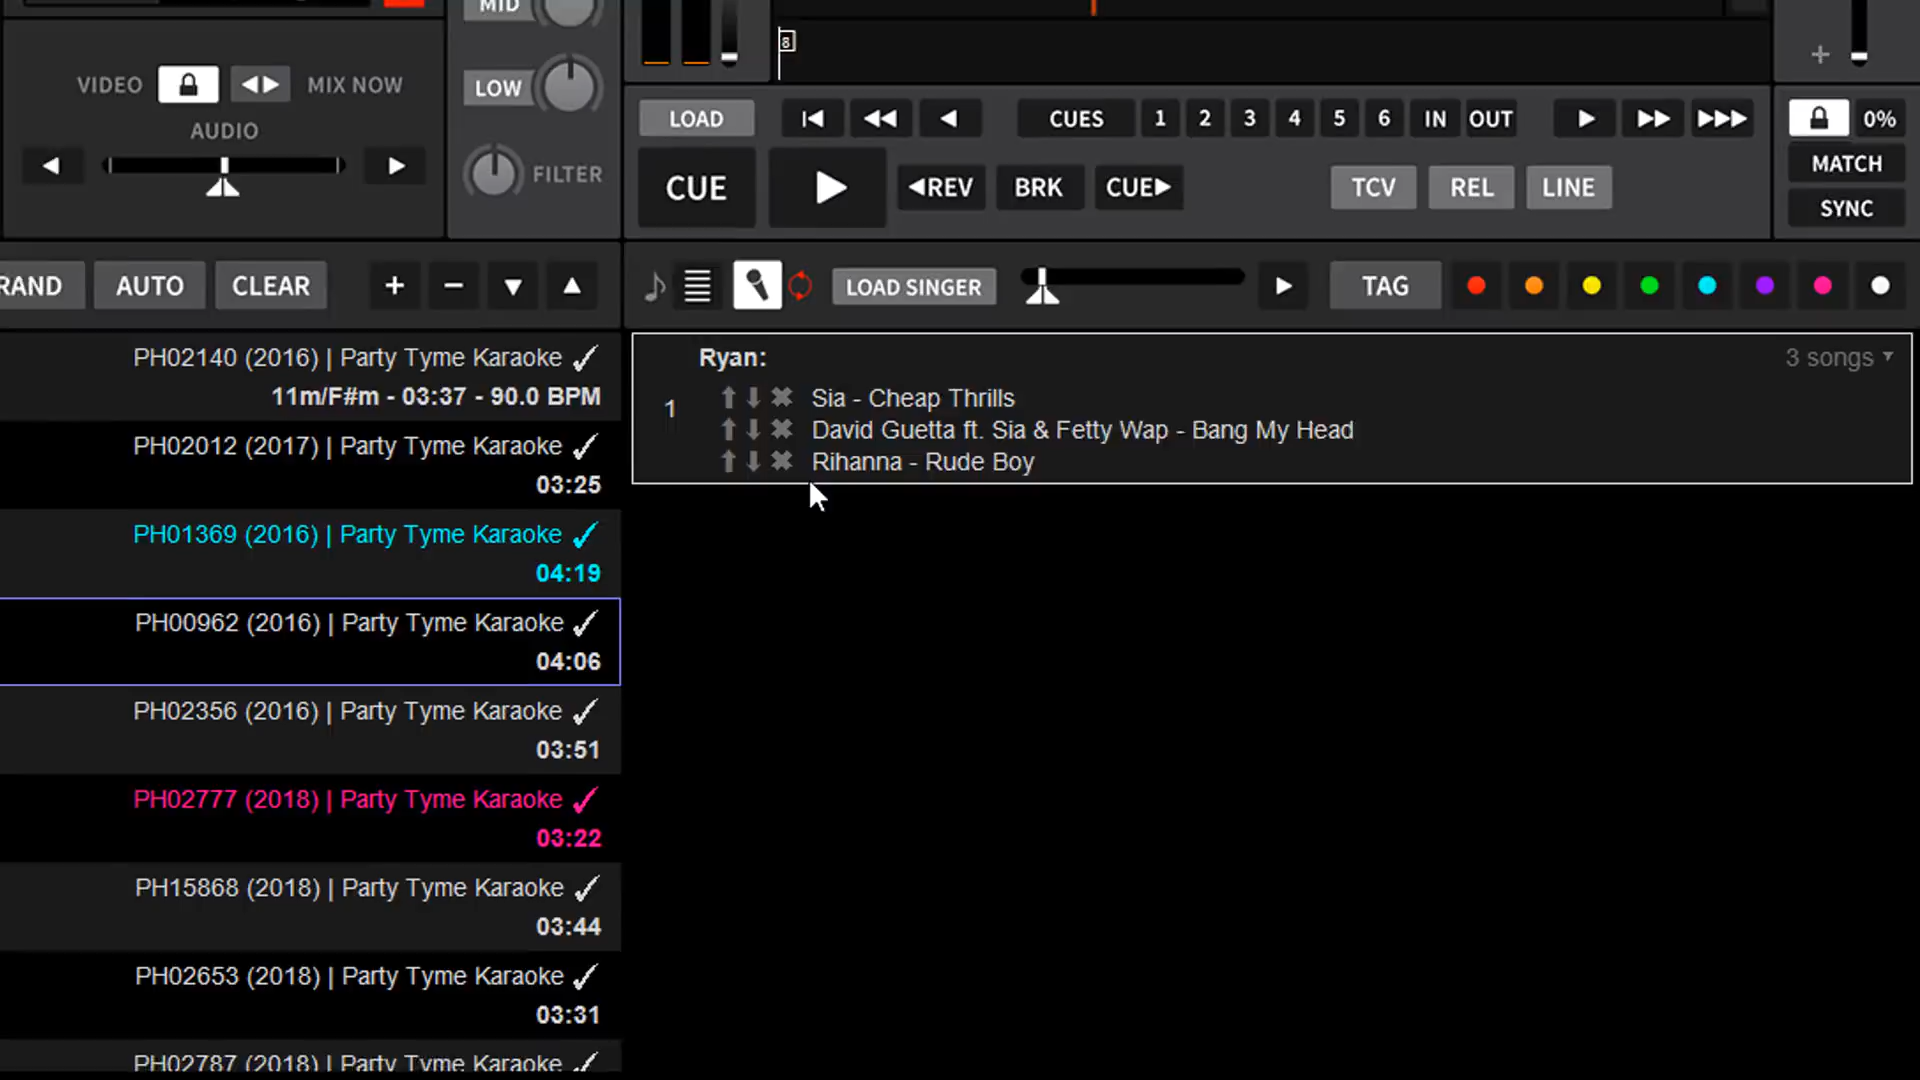 MID
VIDEO
MIX NOW
LOW
AUDIO
FILTER
8
LOAD
CUES 1 2 3 4 5 6 IN OUT
0%
MATCH
SYNC
CUE
REV BRK CUE
TCV REL LINE
RAND AUTO CLEAR + −
LOAD SINGER
TAG
PH02140 (2016) | Party Tyme Karaoke
11m/F#m - 03:37 - 90.0 BPM
PH02012 (2017) | Party Tyme Karaoke
03:25
PH01369 (2016) | Party Tyme Karaoke
04:19
PH00962 (2016) | Party Tyme Karaoke
04:06
PH02356 (2016) | Party Tyme Karaoke
03:51
PH02777 (2018) | Party Tyme Karaoke
03:22
PH15868 (2018) | Party Tyme Karaoke
03:44
PH02653 (2018) | Party Tyme Karaoke
03:31
PH02787 (2018) | Party Tyme Karaoke
Ryan:
3 songs
1
Sia - Cheap Thrills
David Guetta ft. Sia & Fetty Wap - Bang My Head
Rihanna - Rude Boy